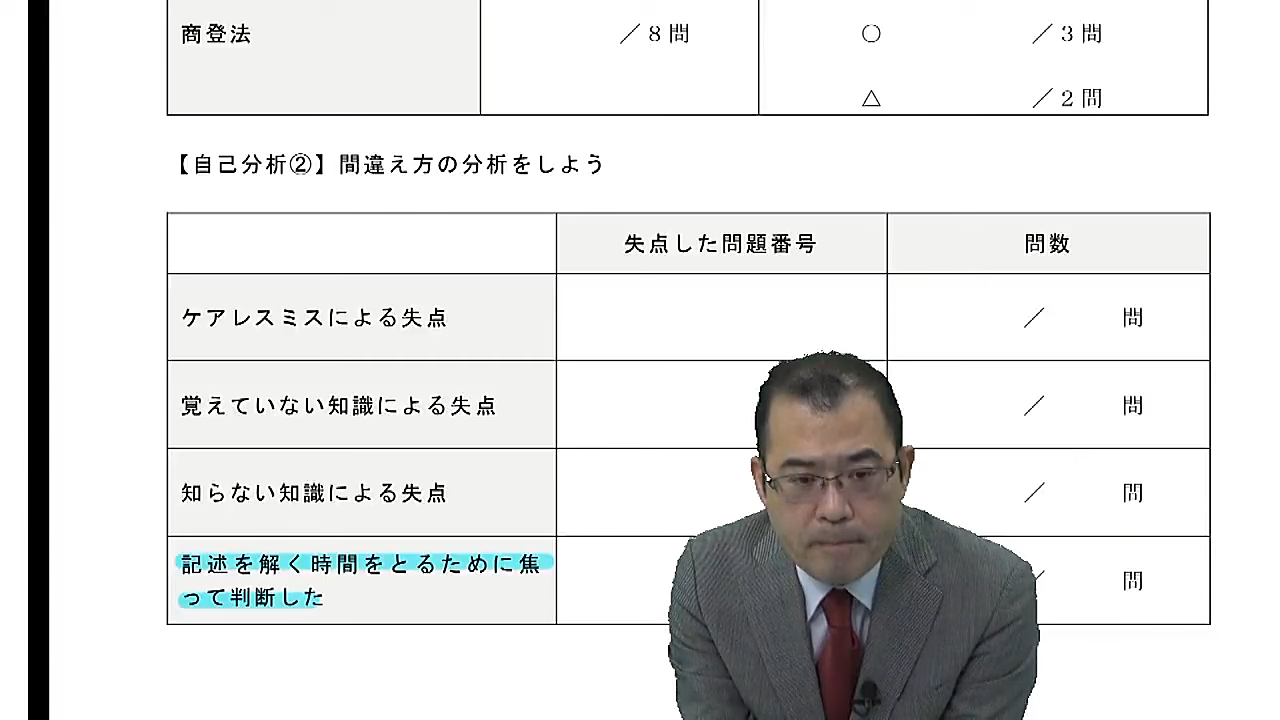 商登法 ／8問 ○ ／3問
△ ／2問
【自己分析②】間違え方の分析をしよう
失点した問題番号 問数
ケアレスミスによる失点 ／ 問
覚えていない知識による失点 ／ 問
知らない知識による失点 ／ 問
記述を解く時間をとるために焦
って判断した ／ 問